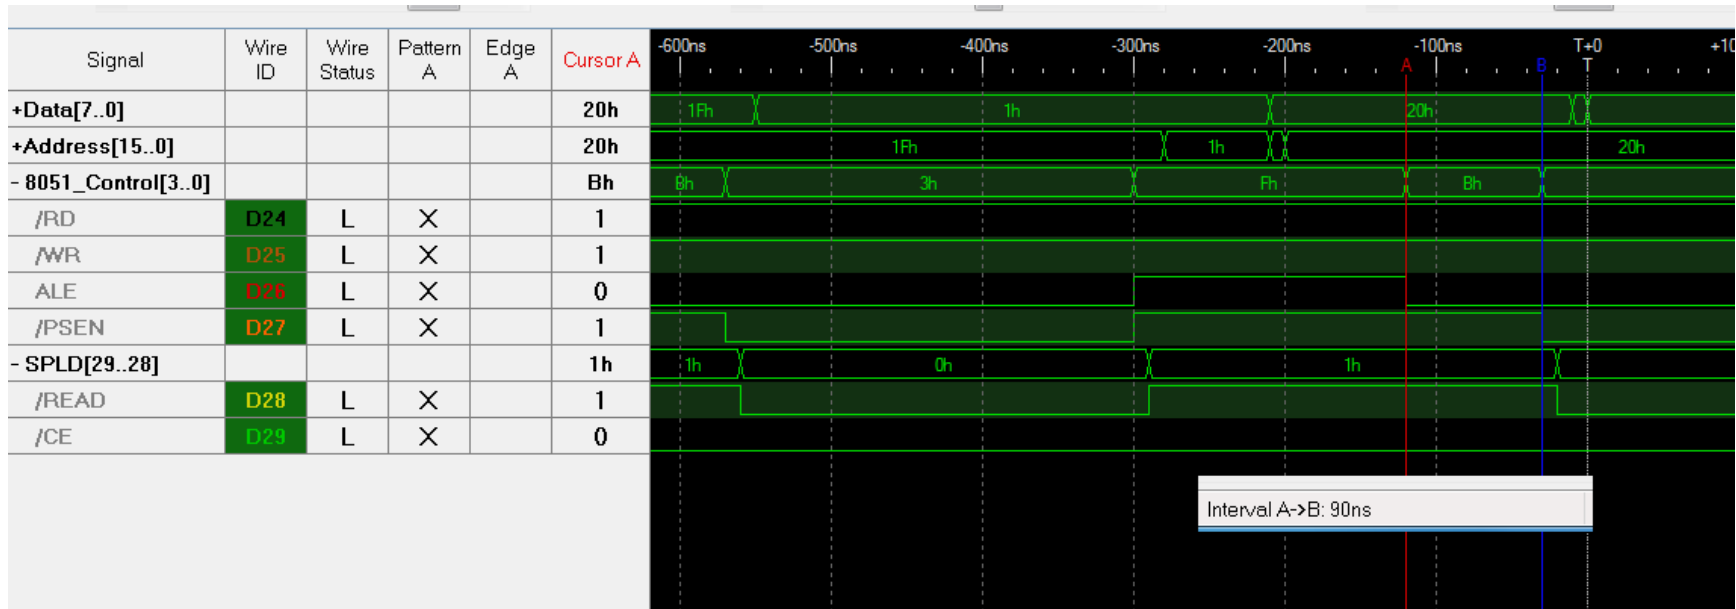 Signal Wire ID Wire Status Pattern A Edge A Cursor A -600ns -500ns -400ns -300ns -200ns -100ns T+0 +10
A B T
+Data[7..0] 20h 1Fh 1h 20h
+Address[15..0] 20h 1Fh 1h 20h
- 8051_Control[3..0] Bh Bh 3h Fh Bh
/RD D24 L X 1
/WR D25 L X 1
ALE D26 L X 0
/PSEN D27 L X 1
- SPLD[29..28] 1h 1h 0h 1h
/READ D28 L X 1
/CE D29 L X 0
Interval A->B: 90ns